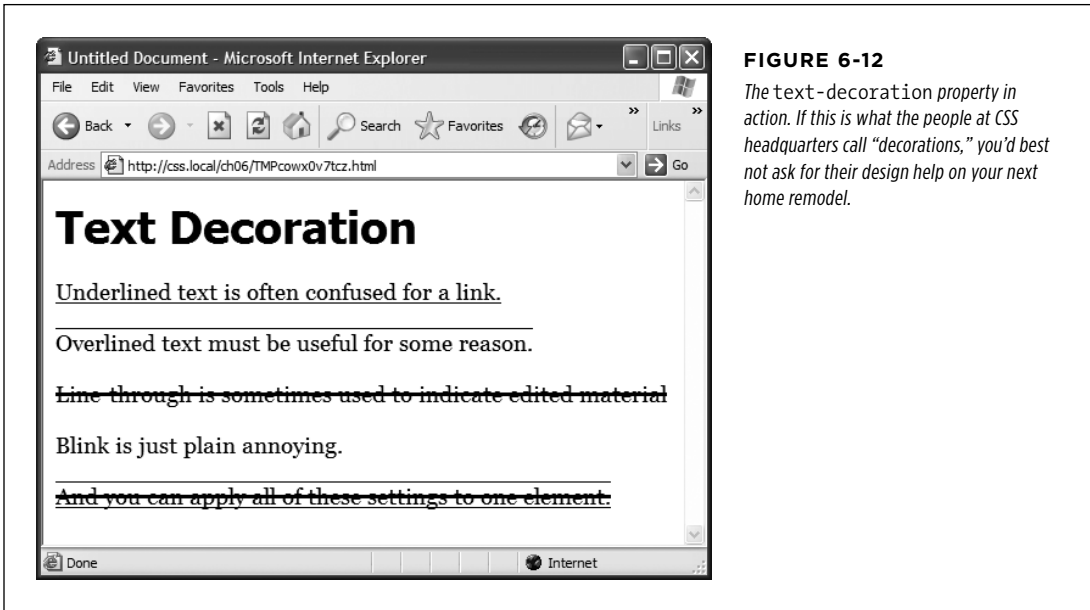 Untitled Document - Microsoft Internet Explorer
File Edit View Favorites Tools Help
Back Search Favorites Links
Address http://css.local/ch06/TMPcowx0v7tcz.html Go
Text Decoration
Underlined text is often confused for a link.
Overlined text must be useful for some reason.
Line-through is sometimes used to indicate edited material
Blink is just plain annoying.
And you can apply all of these settings to one element.
Done Internet
FIGURE 6-12
The text-decoration property in
action. If this is what the people at CSS
headquarters call “decorations,” you’d best
not ask for their design help on your next
home remodel.